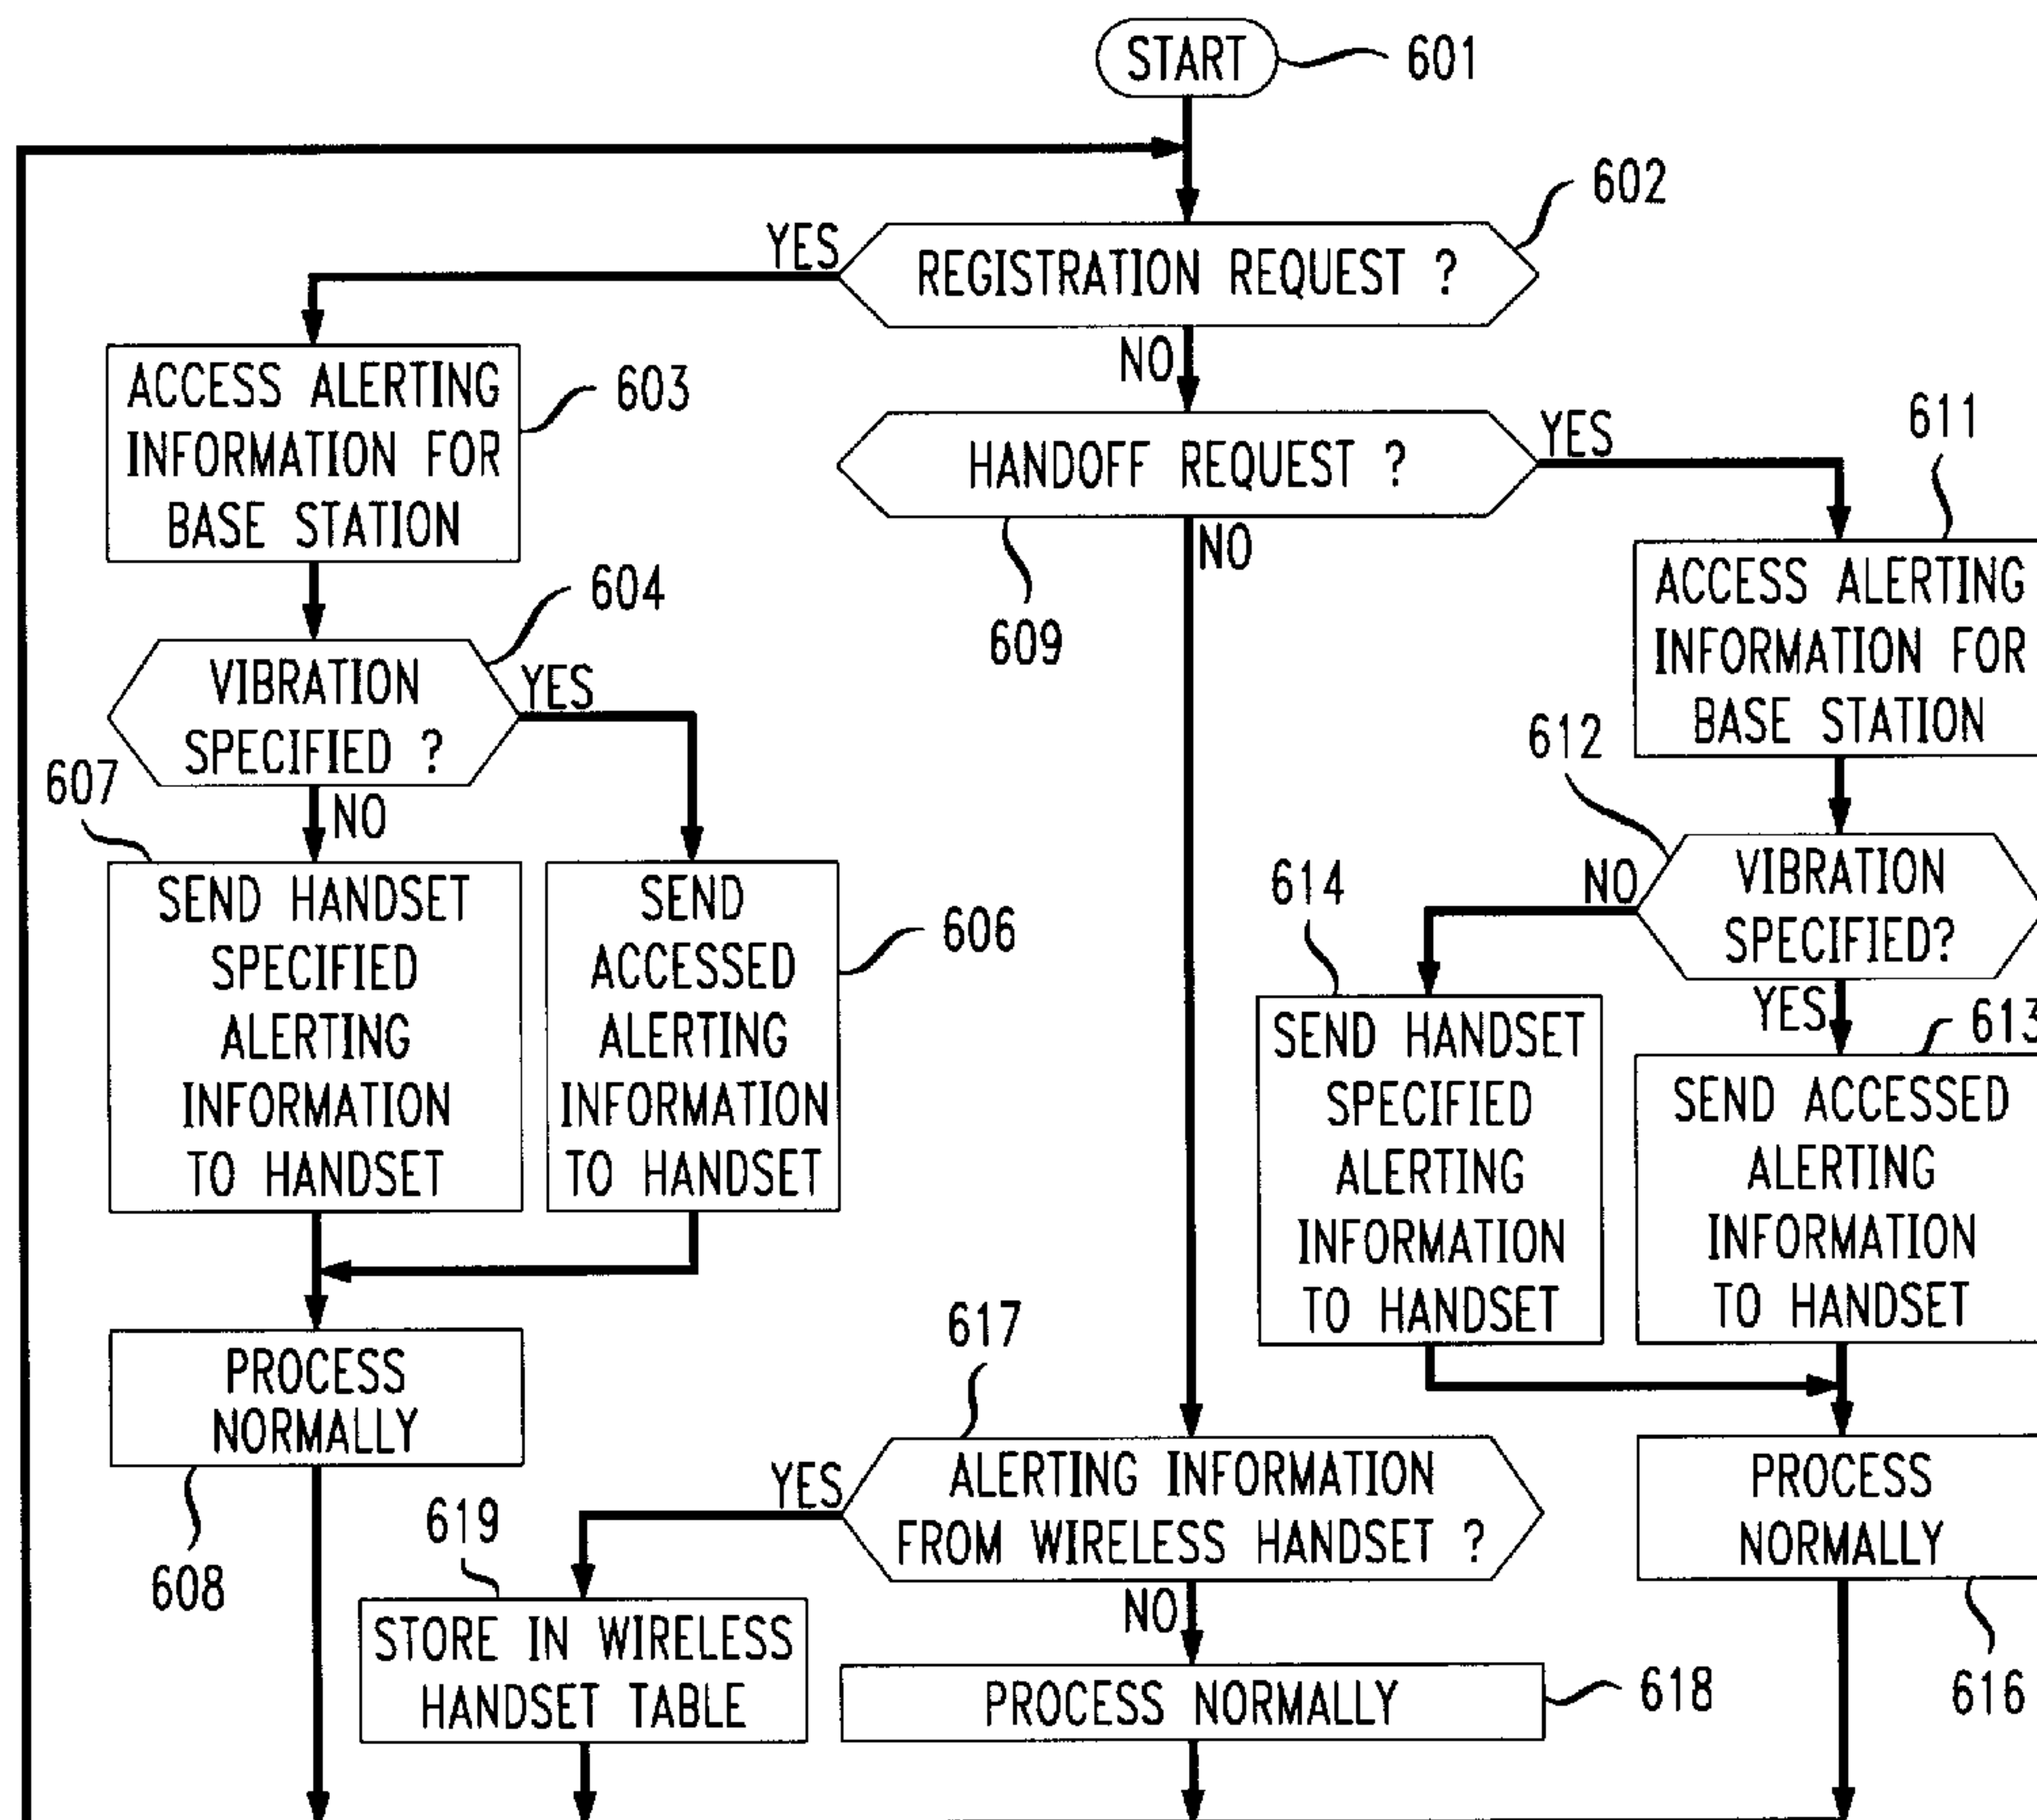 START
601
602
YES
REGISTRATION REQUEST ?
NO
ACCESS ALERTING
INFORMATION FOR
BASE STATION
603
HANDOFF REQUEST ?
YES
NO
609
611
ACCESS ALERTING
INFORMATION FOR
BASE STATION
604
VIBRATION
SPECIFIED ?
YES
NO
607
612
VIBRATION
SPECIFIED?
NO
YES
SEND HANDSET
SPECIFIED
ALERTING
INFORMATION
TO HANDSET
SEND
ACCESSED
ALERTING
INFORMATION
TO HANDSET
606
614
SEND HANDSET
SPECIFIED
ALERTING
INFORMATION
TO HANDSET
613
SEND ACCESSED
ALERTING
INFORMATION
TO HANDSET
PROCESS
NORMALLY
608
617
YES
ALERTING INFORMATION
FROM WIRELESS HANDSET ?
NO
PROCESS
NORMALLY
616
619
STORE IN WIRELESS
HANDSET TABLE
PROCESS NORMALLY
618